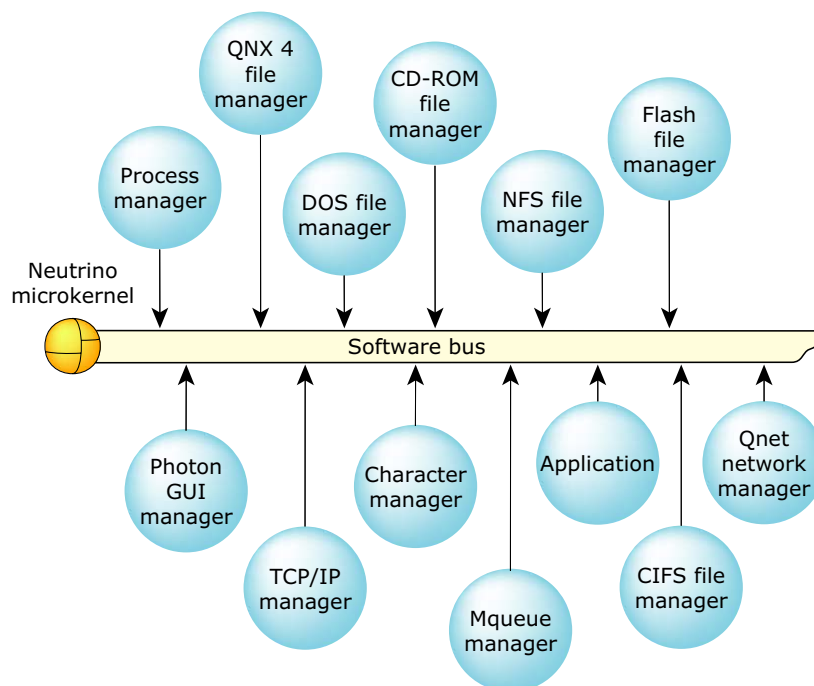 QNX 4
file
manager
CD-ROM
file
manager
Flash
file
manager
Process
manager
DOS file
manager
NFS file
manager
Neutrino
microkernel
Software bus
Photon
GUI
manager
TCP/IP
manager
Character
manager
Mqueue
manager
Application
CIFS file
manager
Qnet
network
manager